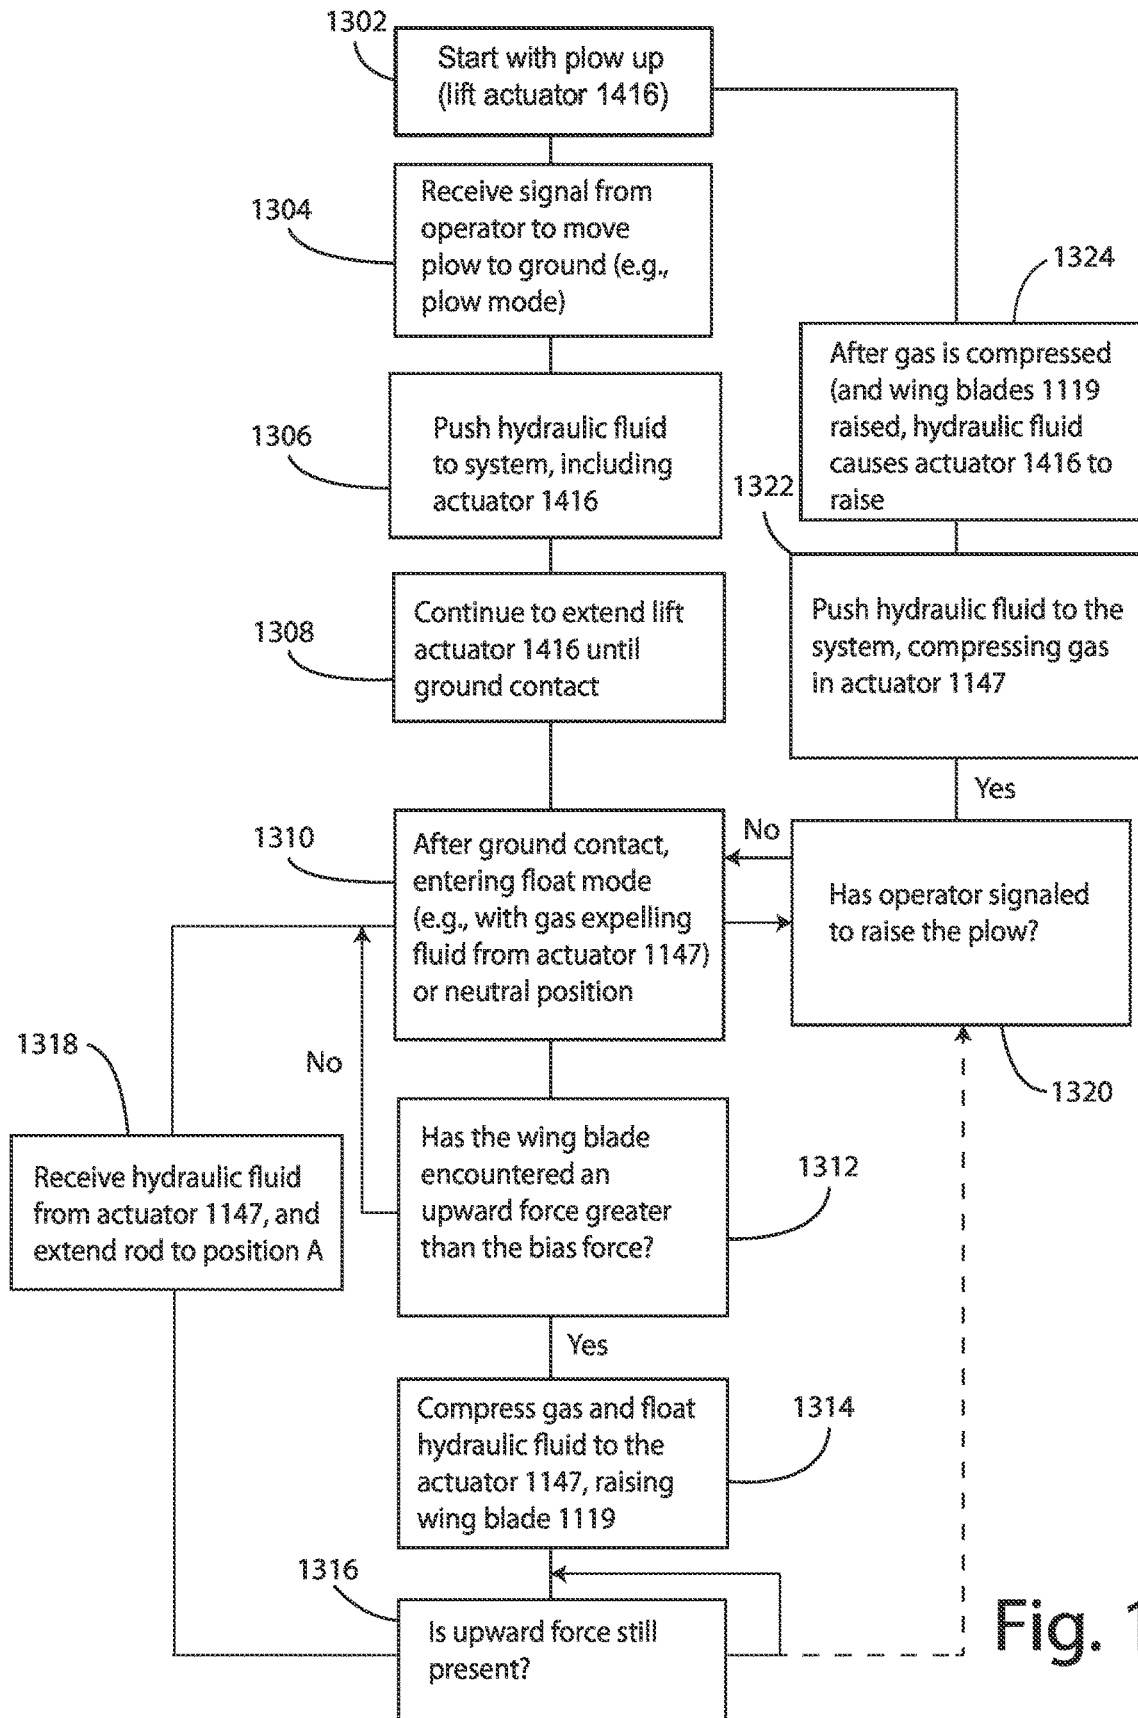 1302
Start with plow up
(lift actuator 1416)
1304
Receive signal from
operator to move
plow to ground (e.g.,
plow mode)
1324
After gas is compressed
(and wing blades 1119
raised, hydraulic fluid
causes actuator 1416 to
raise
1306
Push hydraulic fluid
to system, including
actuator 1416
1322
Push hydraulic fluid to the
system, compressing gas
in actuator 1147
1308
Continue to extend lift
actuator 1416 until
ground contact
Yes
1310
After ground contact,
entering float mode
(e.g., with gas expelling
fluid from actuator 1147)
or neutral position
No
Has operator signaled
to raise the plow?
1320
1318
No
Receive hydraulic fluid
from actuator 1147, and
extend rod to position A
Has the wing blade
encountered an
upward force greater
than the bias force?
1312
Yes
Compress gas and float
hydraulic fluid to the
actuator 1147, raising
wing blade 1119
1314
1316
Is upward force still
present?
Fig. 1